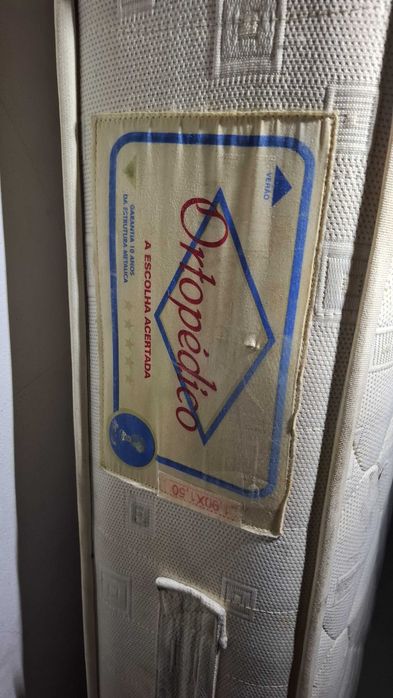 VERÃO
Ortopédico
A ESCOLHA ACERTADA
GARANTIA 10 ANOS
DA ESTRUTURA METÁLICA
1,90X1,50